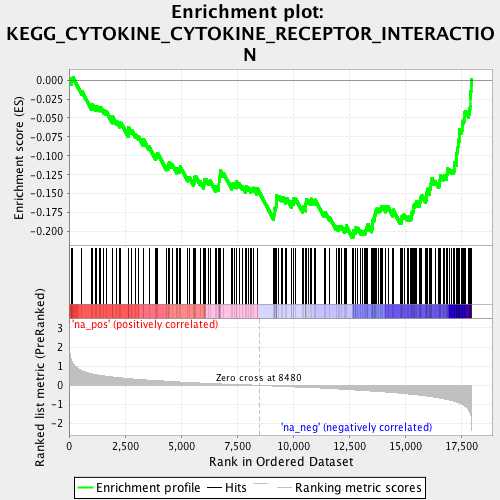 Enrichment plot:
KEGG_CYTOKINE_CYTOKINE_RECEPTOR_INTERACTIO
N
Enrichment score (ES)
0.000
-0.025
-0.050
-0.075
-0.100
-0.125
-0.150
-0.175
-0.200
Ranked list metric (PreRanked)
'na_pos' (positively correlated)
3
2
1
0
-1
-2
Zero cross at 8480
'na_neg' (negatively correlated)
0
2,500
5,000
7,500
10,000
12,500
15,000
17,500
Rank in Ordered Dataset
Enrichment profile
Hits
Ranking metric scores